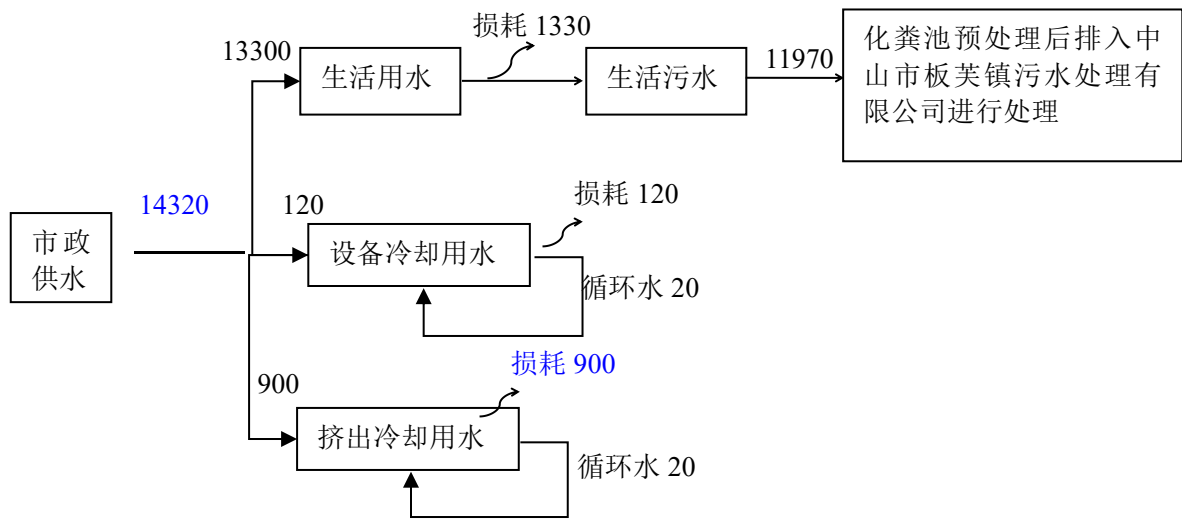 损耗 1330
13300
生活用水
生活污水
11970
化粪池预处理后排入中
山市板芙镇污水处理有
限公司进行处理
市政
供水
14320
120
设备冷却用水
损耗 120
循环水 20
900
挤出冷却用水
损耗 900
循环水 20